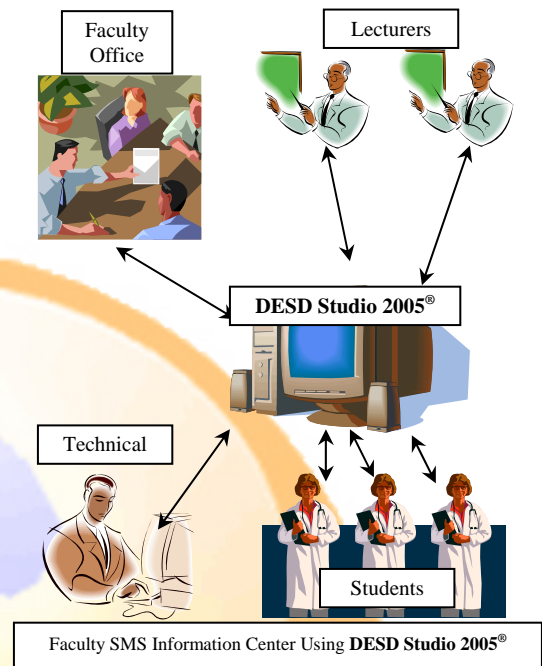 Faculty
Office
Lecturers
DESD Studio 2005®
Technical
Students
Faculty SMS Information Center Using DESD Studio 2005®